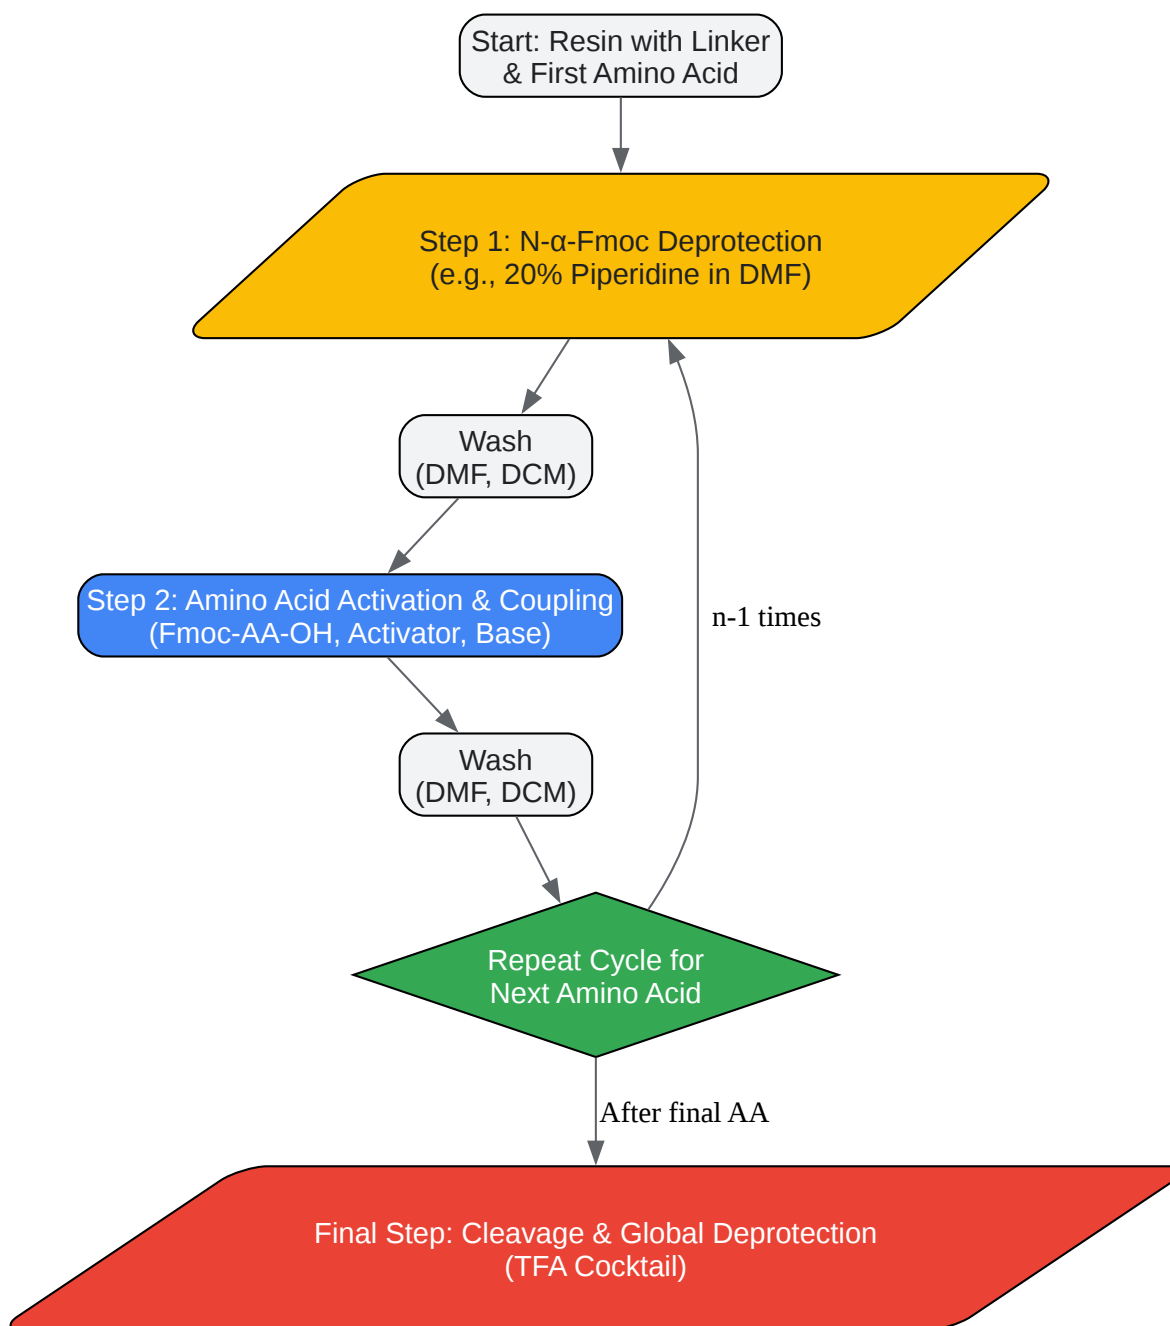 Start: Resin with Linker
& First Amino Acid
Step 1: N-α-Fmoc Deprotection
(e.g., 20% Piperidine in DMF)
Wash
(DMF, DCM)
Step 2: Amino Acid Activation & Coupling
(Fmoc-AA-OH, Activator, Base)
n-1 times
Wash
(DMF, DCM)
Repeat Cycle for
Next Amino Acid
After final AA
Final Step: Cleavage & Global Deprotection
(TFA Cocktail)